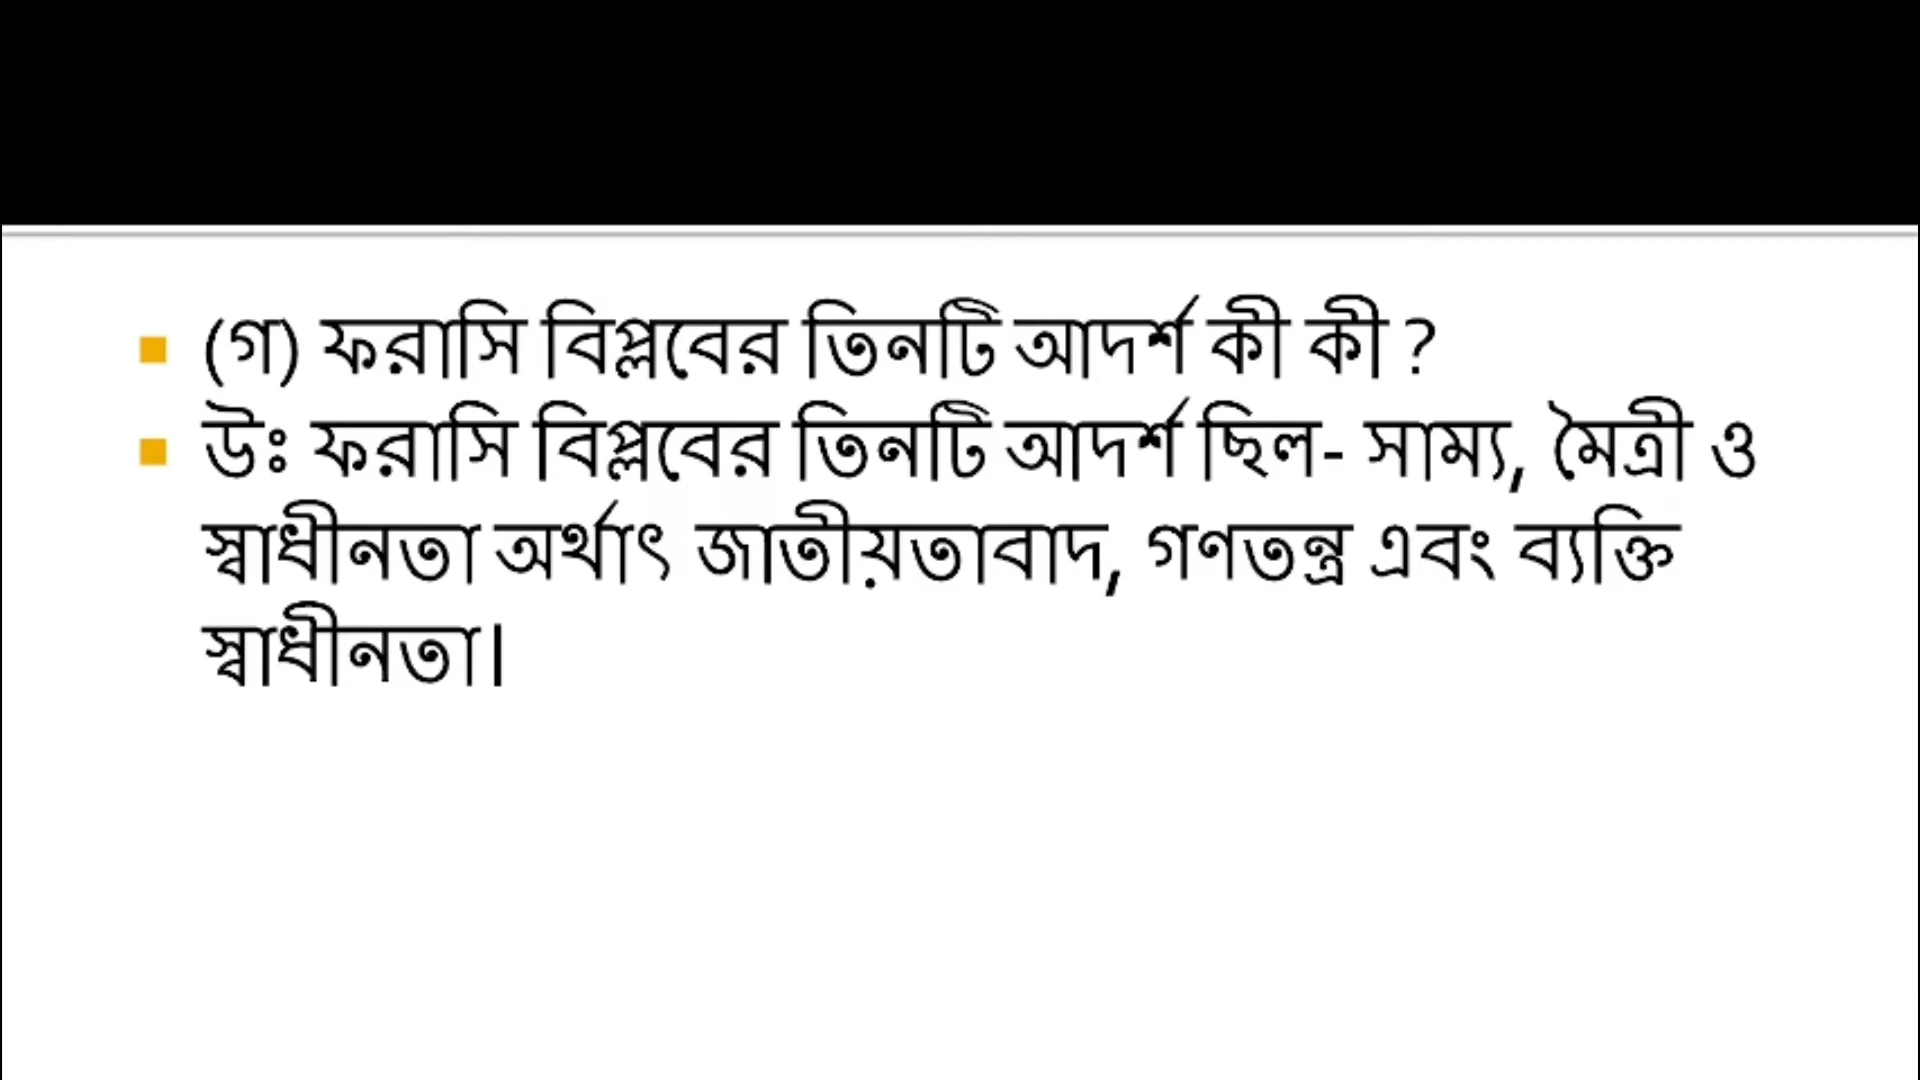 (গ) ফরাসি বিপ্লবের তিনটি আদর্শ কী কী ?
উঃ ফরাসি বিপ্লবের তিনটি আদর্শ ছিল- সাম্য, মৈত্রী ও
স্বাধীনতা অর্থাৎ জাতীয়তাবাদ, গণতন্ত্র এবং ব্যক্তি
স্বাধীনতা।